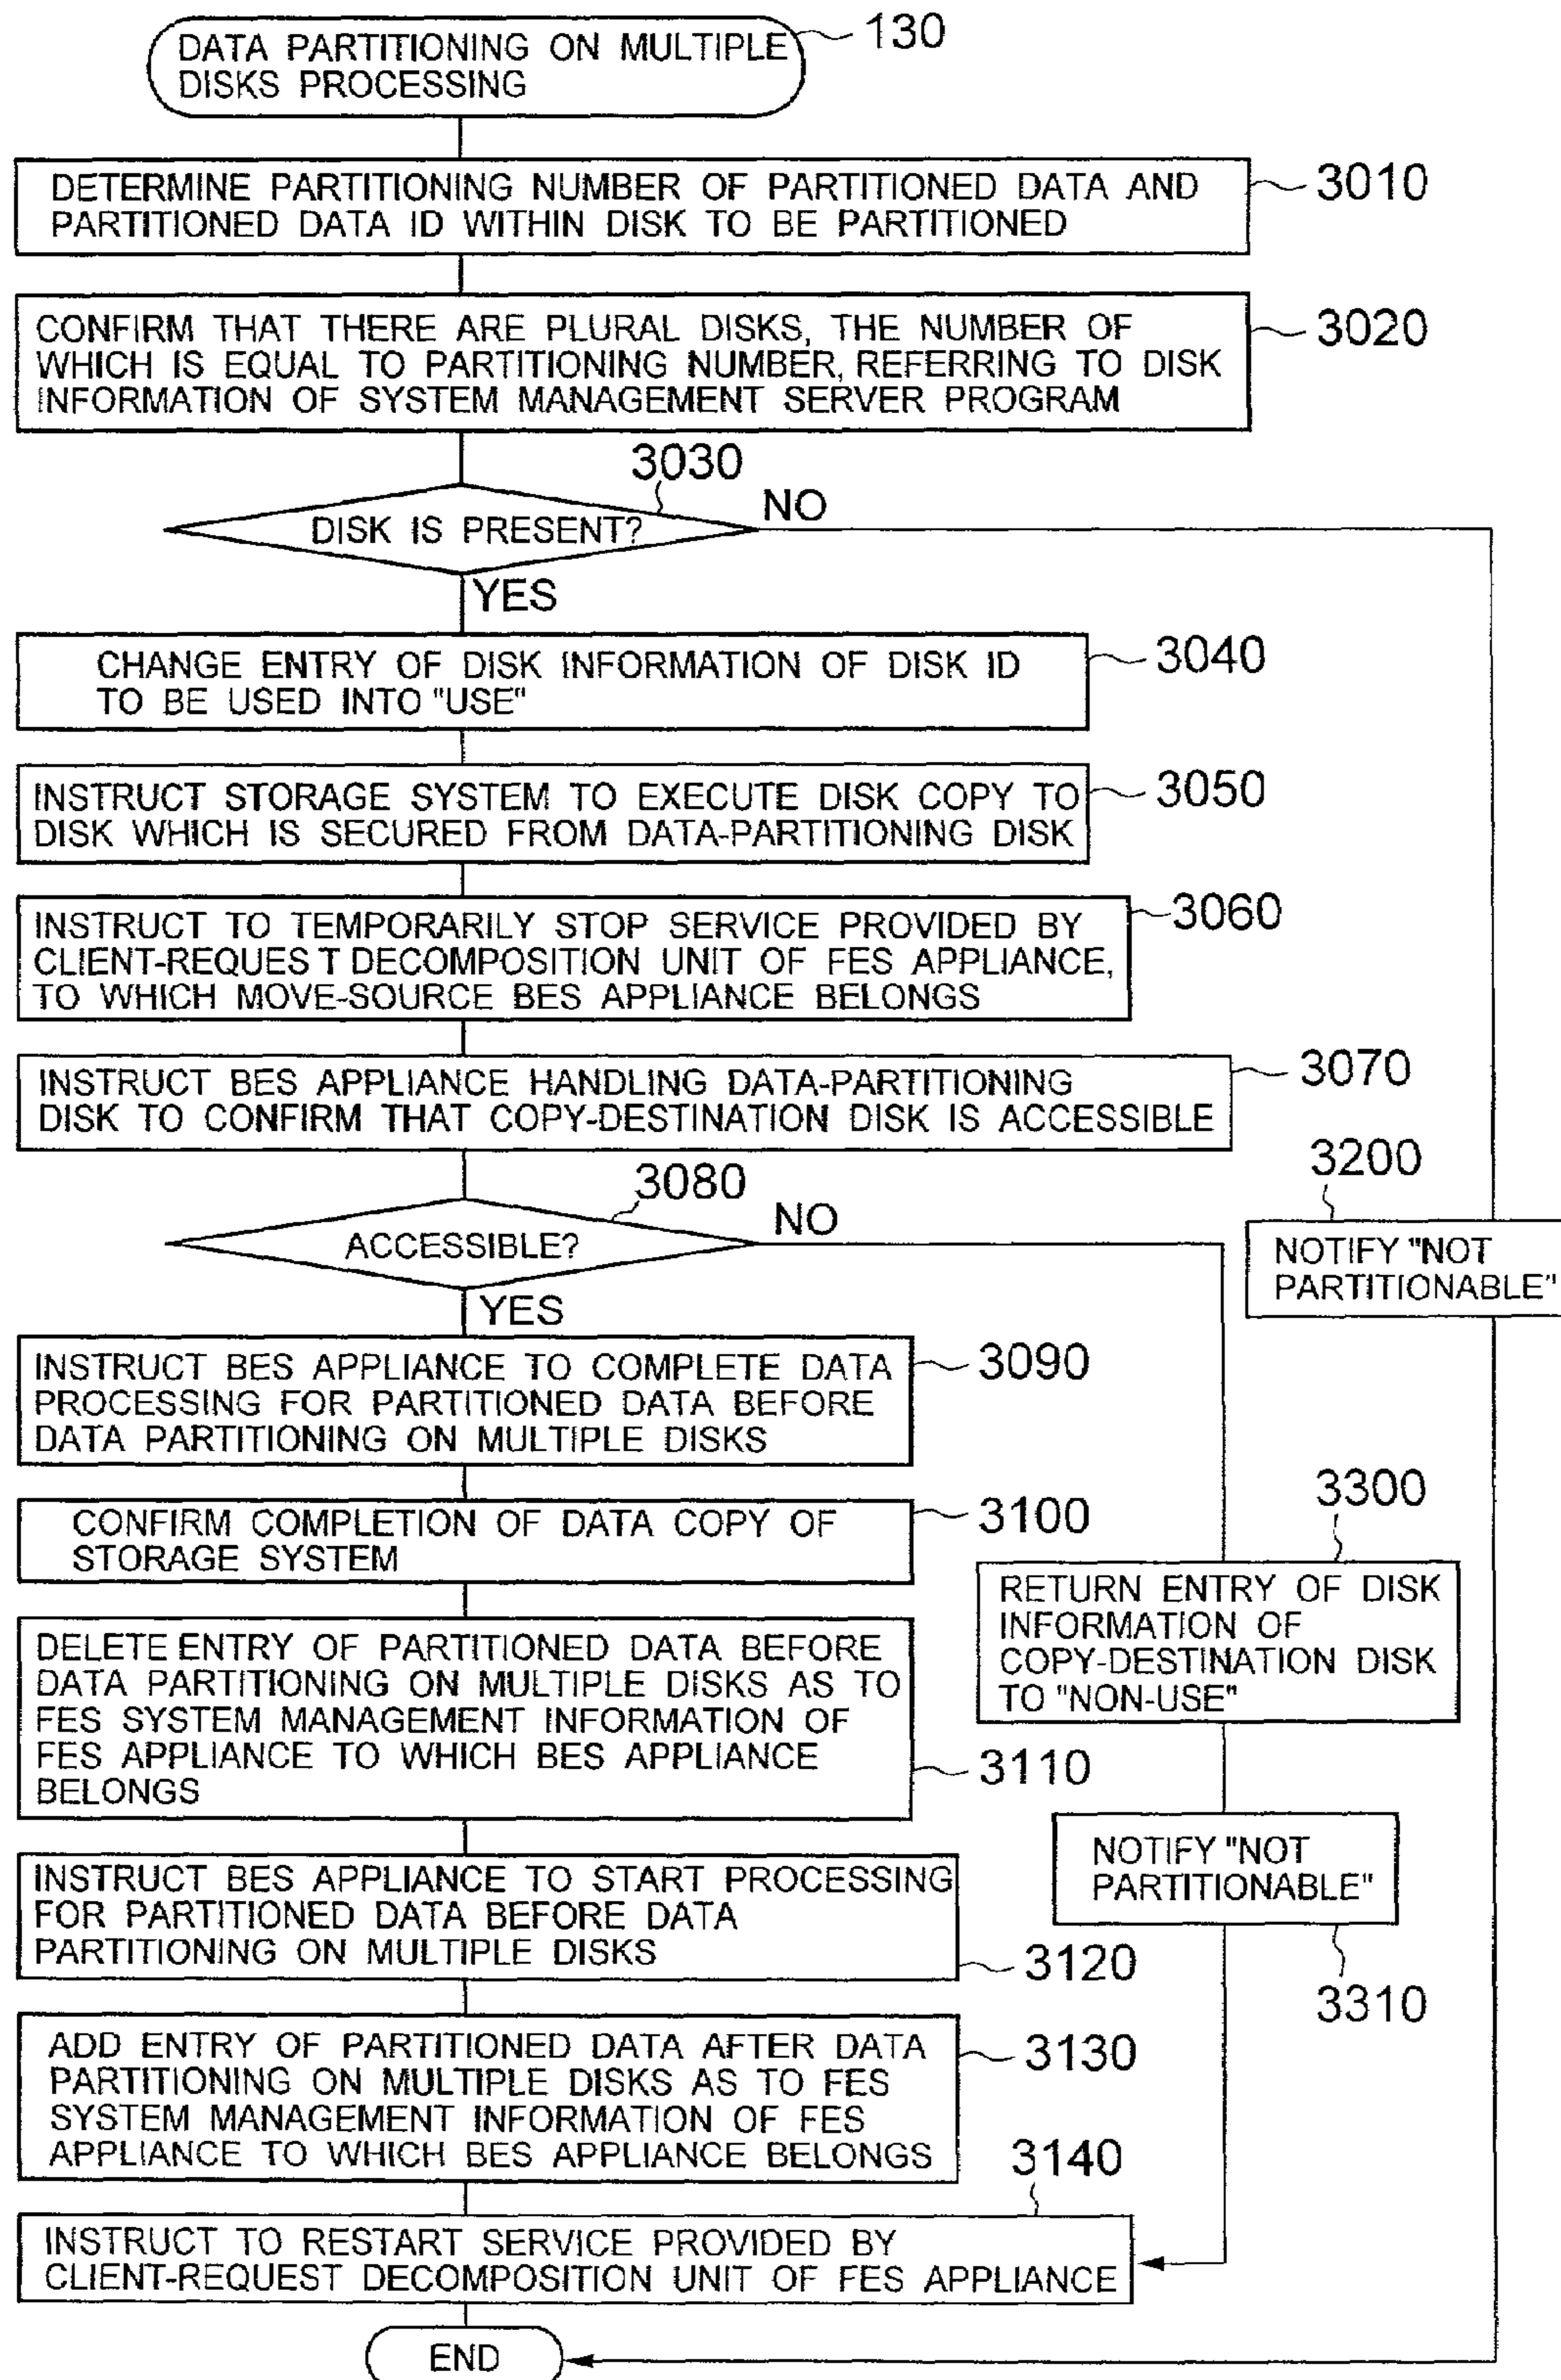 DATA PARTITIONING ON MULTIPLE
DISKS PROCESSING
130
DETERMINE PARTITIONING NUMBER OF PARTITIONED DATA AND
PARTITIONED DATA ID WITHIN DISK TO BE PARTITIONED
3010
CONFIRM THAT THERE ARE PLURAL DISKS, THE NUMBER OF
WHICH IS EQUAL TO PARTITIONING NUMBER, REFERRING TO DISK
INFORMATION OF SYSTEM MANAGEMENT SERVER PROGRAM
3020
3030
DISK IS PRESENT?
NO
YES
CHANGE ENTRY OF DISK INFORMATION OF DISK ID
TO BE USED INTO "USE"
3040
INSTRUCT STORAGE SYSTEM TO EXECUTE DISK COPY TO
DISK WHICH IS SECURED FROM DATA-PARTITIONING DISK
3050
INSTRUCT TO TEMPORARILY STOP SERVICE PROVIDED BY
CLIENT-REQUEST DECOMPOSITION UNIT OF FES APPLIANCE,
TO WHICH MOVE-SOURCE BES APPLIANCE BELONGS
3060
INSTRUCT BES APPLIANCE HANDLING DATA-PARTITIONING
DISK TO CONFIRM THAT COPY-DESTINATION DISK IS ACCESSIBLE
3070
3080
ACCESSIBLE?
NO
YES
3200
NOTIFY "NOT
PARTITIONABLE"
INSTRUCT BES APPLIANCE TO COMPLETE DATA
PROCESSING FOR PARTITIONED DATA BEFORE
DATA PARTITIONING ON MULTIPLE DISKS
3090
CONFIRM COMPLETION OF DATA COPY OF
STORAGE SYSTEM
3100
3300
RETURN ENTRY OF DISK
INFORMATION OF
COPY-DESTINATION DISK
TO "NON-USE"
DELETE ENTRY OF PARTITIONED DATA BEFORE
DATA PARTITIONING ON MULTIPLE DISKS AS TO
FES SYSTEM MANAGEMENT INFORMATION OF
FES APPLIANCE TO WHICH BES APPLIANCE
BELONGS
3110
NOTIFY "NOT
PARTITIONABLE"
3310
INSTRUCT BES APPLIANCE TO START PROCESSING
FOR PARTITIONED DATA BEFORE DATA
PARTITIONING ON MULTIPLE DISKS
3120
ADD ENTRY OF PARTITIONED DATA AFTER DATA
PARTITIONING ON MULTIPLE DISKS AS TO FES
SYSTEM MANAGEMENT INFORMATION OF FES
APPLIANCE TO WHICH BES APPLIANCE BELONGS
3130
3140
INSTRUCT TO RESTART SERVICE PROVIDED BY
CLIENT-REQUEST DECOMPOSITION UNIT OF FES APPLIANCE
END